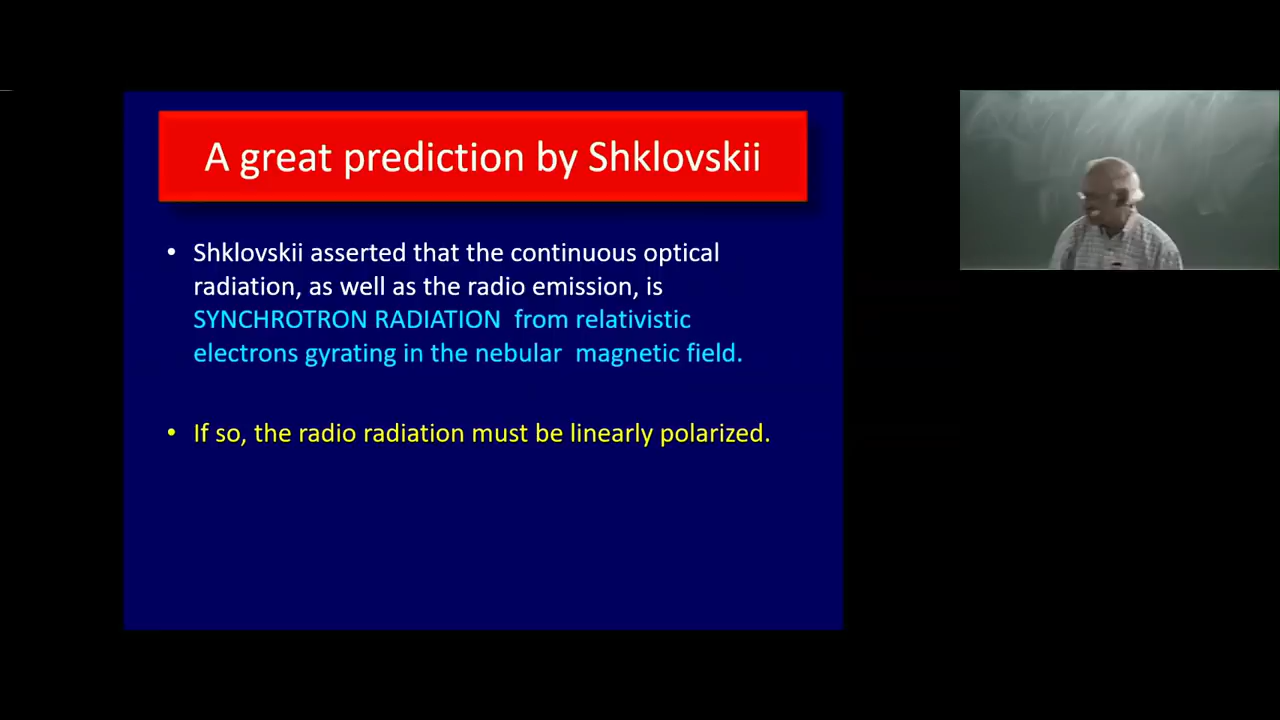 A great prediction by Shklovskii
• Shklovskii asserted that the continuous optical
radiation, as well as the radio emission, is
SYNCHROTRON RADIATION from relativistic
electrons gyrating in the nebular magnetic field.
• If so, the radio radiation must be linearly polarized.